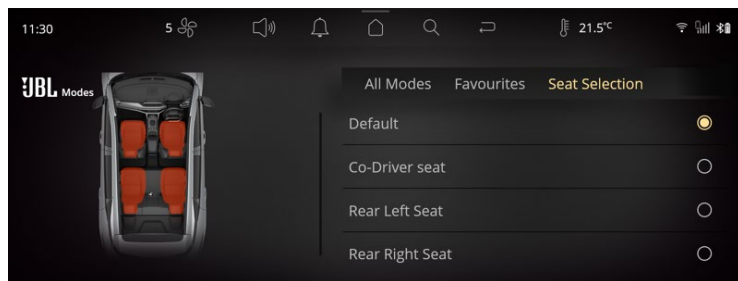 11:30 5 21.5°C
JBL Modes
All Modes Favourites Seat Selection
Default
Co-Driver seat
Rear Left Seat
Rear Right Seat